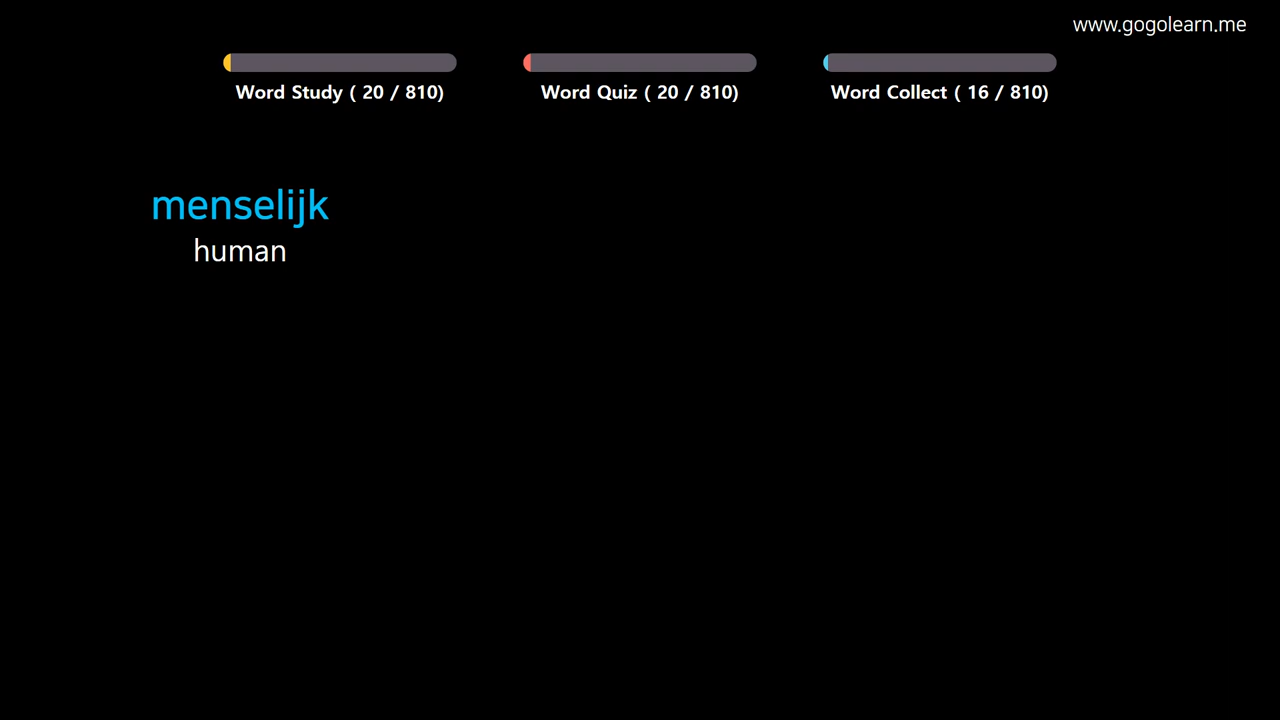 www.gogolearn.me
Word Study ( 20 / 810)
Word Quiz ( 20 / 810)
Word Collect ( 16 / 810)
menselijk
human